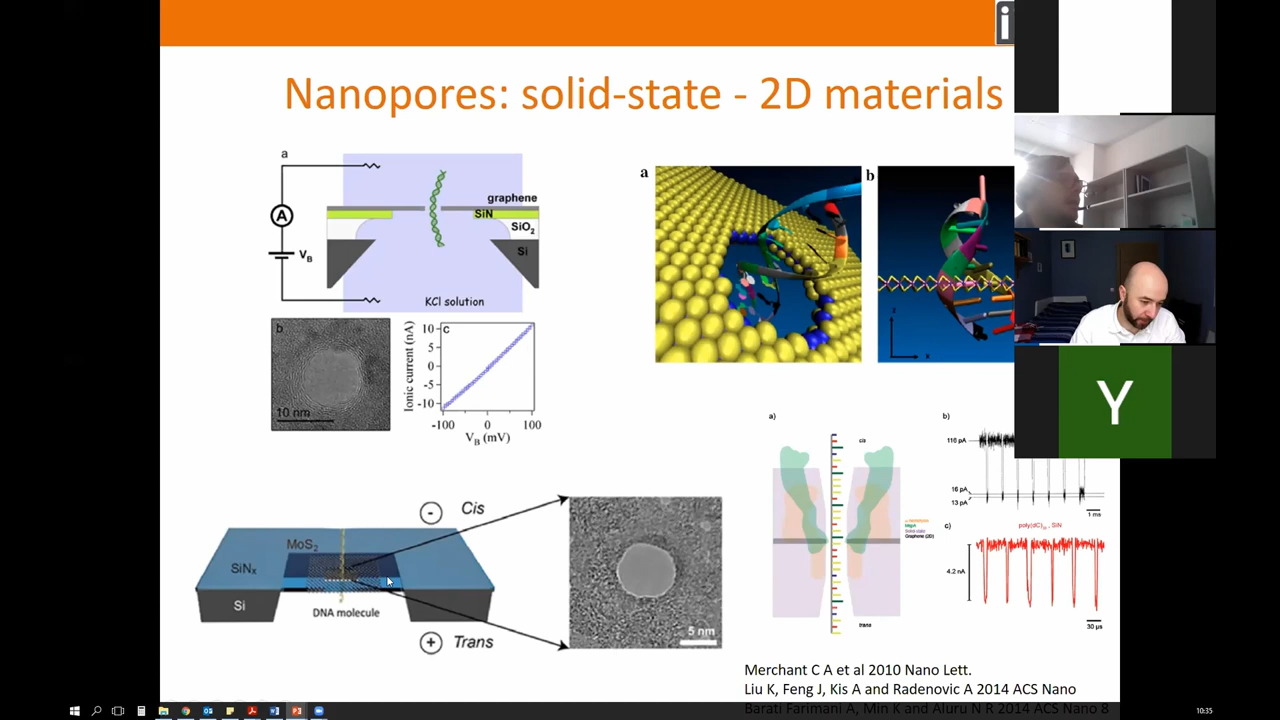 i
Nanopores: solid-state - 2D materials
a
graphene
SiN
SiO2
Si
A
VB
KCl solution
b
10 nm
c
Ionic current (nA)
10
5
0
-5
-10
-100
0
100
VB (mV)
a
b
z
x
Y
a)
cis
Solid state
Graphene (2D)
trans
b)
116 pA
16 pA
13 pA
1 ms
c)
4.2 nA
30 µs
Cis
MoS2
SiNx
Si
DNA molecule
Trans
5 nm
Merchant C A et al 2010 Nano Lett.
Liu K, Feng J, Kis A and Radenovic A 2014 ACS Nano
Barati Farimani A, Min K and Aluru N R 2014 ACS Nano 8
10:35